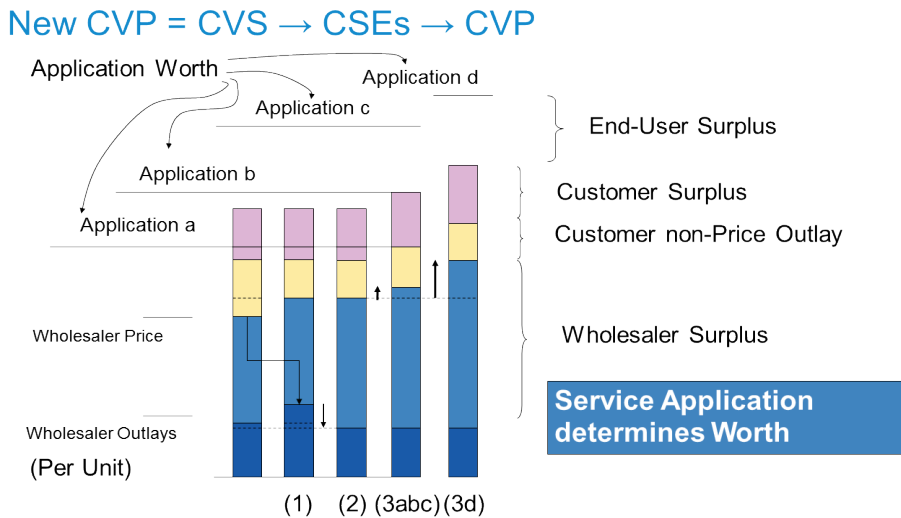 New CVP = CVS → CSEs → CVP
Application Worth
Application d
Application c
End-User Surplus
Application b
Customer Surplus
Application a
Customer non-Price Outlay
Wholesaler Price
Wholesaler Surplus
Service Application
determines Worth
Wholesaler Outlays
(Per Unit)
(1) (2) (3abc) (3d)